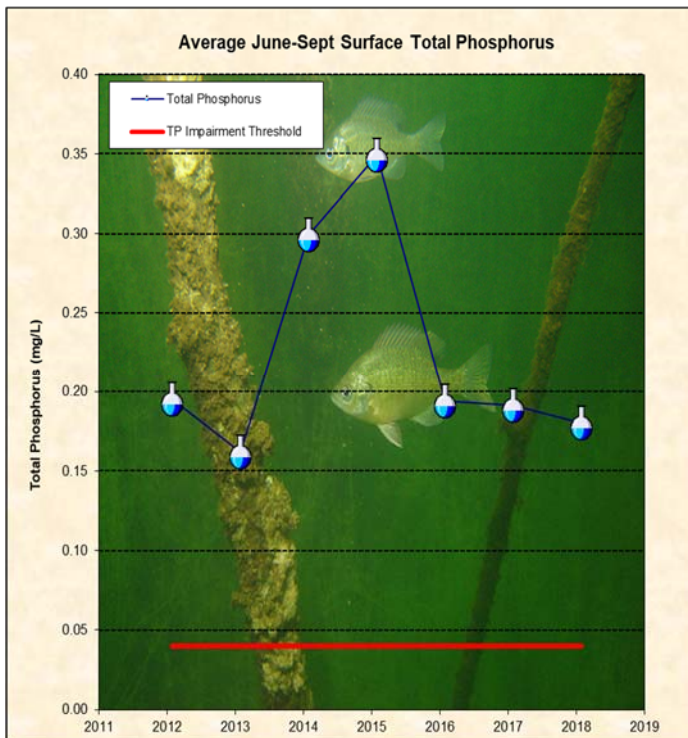 Average June-Sept Surface Total Phosphorus
Total Phosphorus
TP Impairment Threshold
Total Phosphorus (mg/L)
0.40
0.35
0.30
0.25
0.20
0.15
0.10
0.05
0.00
2011 2012 2013 2014 2015 2016 2017 2018 2019